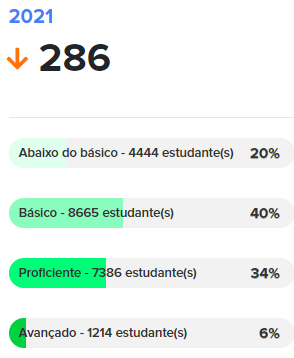 2021
286
Abaixo do básico - 4444 estudante(s) 20%
Básico - 8665 estudante(s) 40%
Proficiente - 7386 estudante(s) 34%
Avançado - 1214 estudante(s) 6%